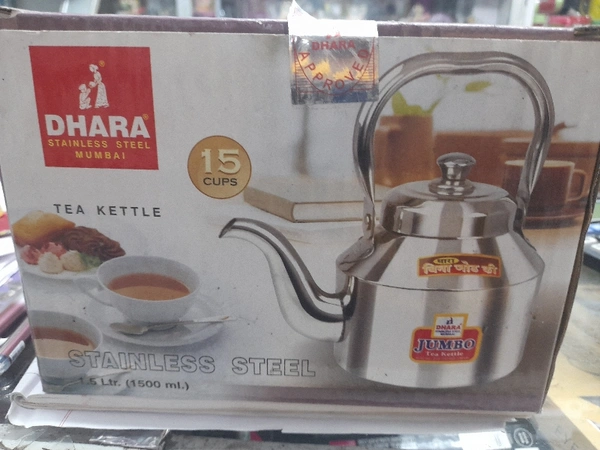 DHARA
APPROVED
DHARA
STAINLESS STEEL
MUMBAI
15
CUPS
TEA KETTLE
धारा
बिना जोड़ की
DHARA
JUMBO
Tea Kettle
STAINLESS STEEL
1.5 Ltr. (1500 ml.)